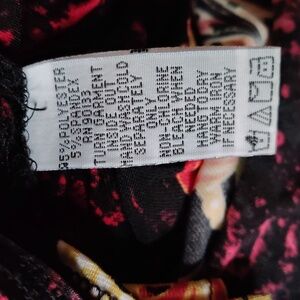 95% POLYESTER
5% SPANDEX
RN 94133
TURN GARMENT
INSIDE OUT
HAND WASH COLD
SEPARATELY
ONLY
NON-CHLORINE
BLEACH WHEN
NEEDED
HANG TO DRY
WARM IRON
IF NECESSARY